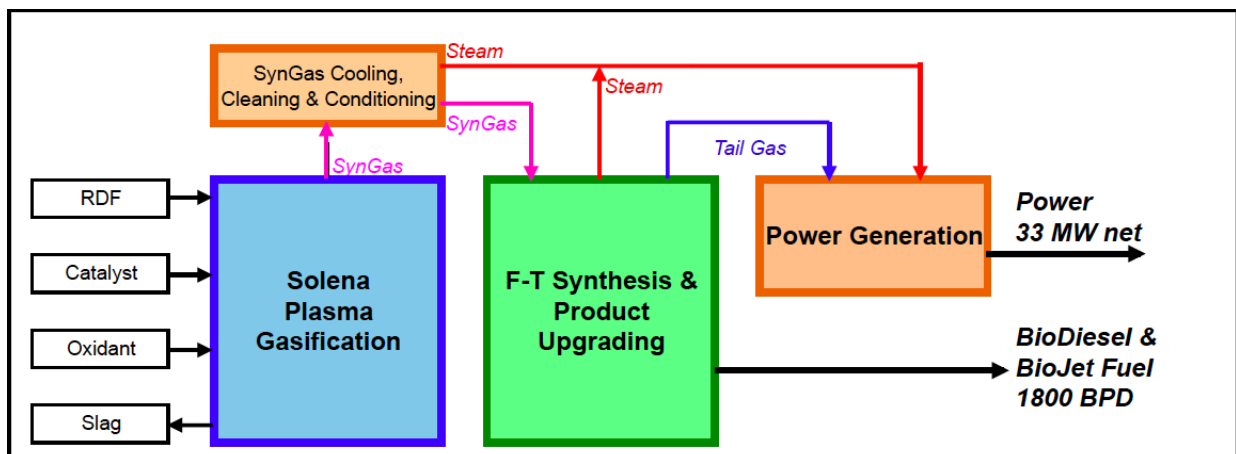 Steam
SynGas Cooling,
Cleaning & Conditioning
Steam
SynGas
Tail Gas
SynGas
RDF
Catalyst
Oxidant
Slag
Solena
Plasma
Gasification
F-T Synthesis &
Product
Upgrading
Power Generation
Power
33 MW net
BioDiesel &
BioJet Fuel
1800 BPD